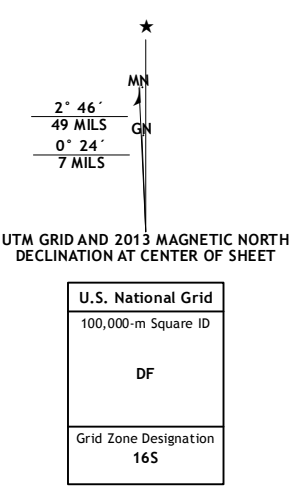 ★
MN
2° 46´
49 MILS
GN
0° 24´
7 MILS
UTM GRID AND 2013 MAGNETIC NORTH
DECLINATION AT CENTER OF SHEET
U.S. National Grid
100,000-m Square ID
DF
Grid Zone Designation
16S